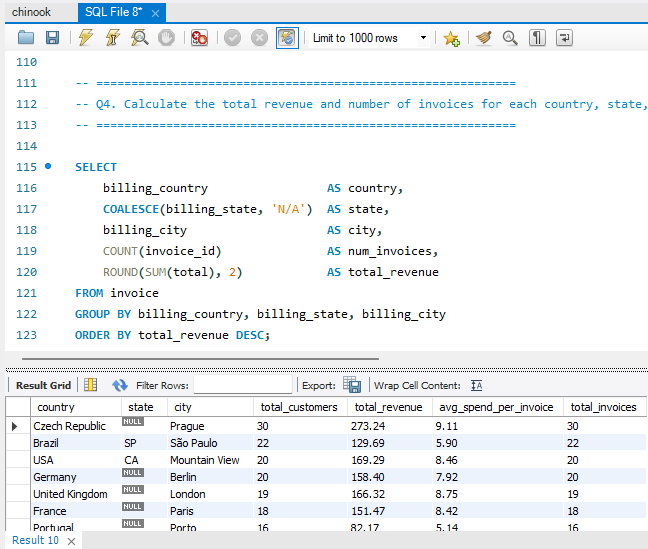 chinook SQL File 8*
Limit to 1000 rows
110
111 -- ========================================================
112 -- Q4. Calculate the total revenue and number of invoices for each country, state,
113 -- ========================================================
114
115 SELECT
116 billing_country AS country,
117 COALESCE(billing_state, 'N/A') AS state,
118 billing_city AS city,
119 COUNT(invoice_id) AS num_invoices,
120 ROUND(SUM(total), 2) AS total_revenue
121 FROM invoice
122 GROUP BY billing_country, billing_state, billing_city
123 ORDER BY total_revenue DESC;
Result Grid Filter Rows: Export: Wrap Cell Content:
country state city total_customers total_revenue avg_spend_per_invoice total_invoices
Czech Republic NULL Prague 30 273.24 9.11 30
Brazil SP São Paulo 22 129.69 5.90 22
USA CA Mountain View 20 169.29 8.46 20
Germany NULL Berlin 20 158.40 7.92 20
United Kingdom NULL London 19 166.32 8.75 19
France NULL Paris 18 151.47 8.42 18
Portugal NULL Porto 16 82.17 5.14 16
Result 10